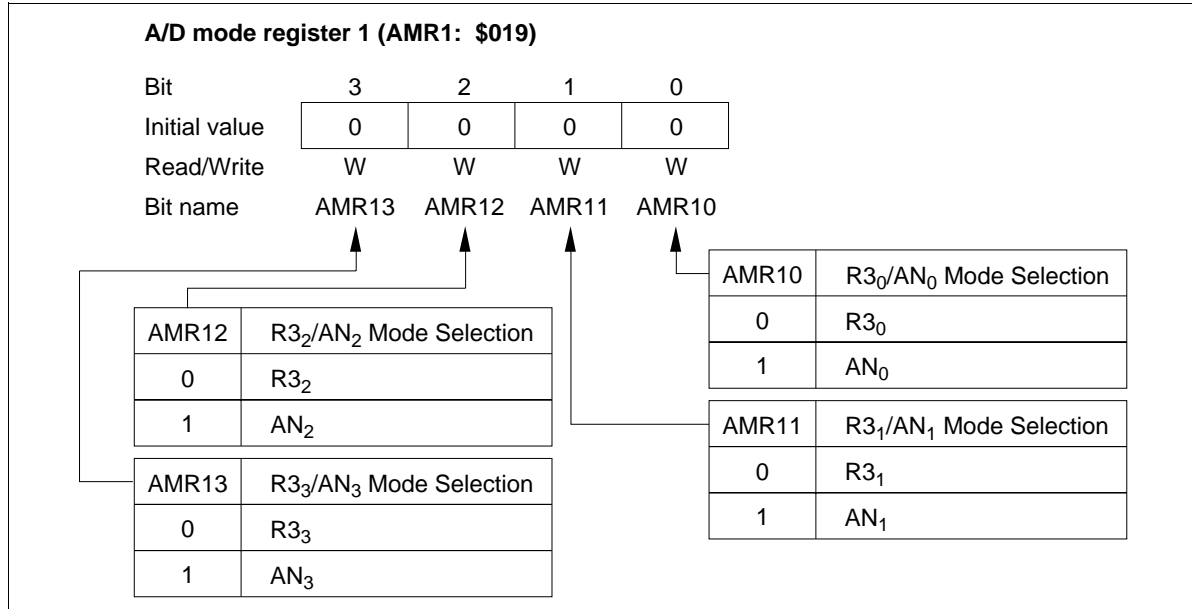 A/D mode register 1 (AMR1: $019)
Bit 3 2 1 0
Initial value 0 0 0 0
Read/Write W W W W
Bit name AMR13 AMR12 AMR11 AMR10
AMR10 R3₀/AN₀ Mode Selection
0 R3₀
1 AN₀
AMR12 R3₂/AN₂ Mode Selection
0 R3₂
1 AN₂
AMR11 R3₁/AN₁ Mode Selection
0 R3₁
1 AN₁
AMR13 R3₃/AN₃ Mode Selection
0 R3₃
1 AN₃